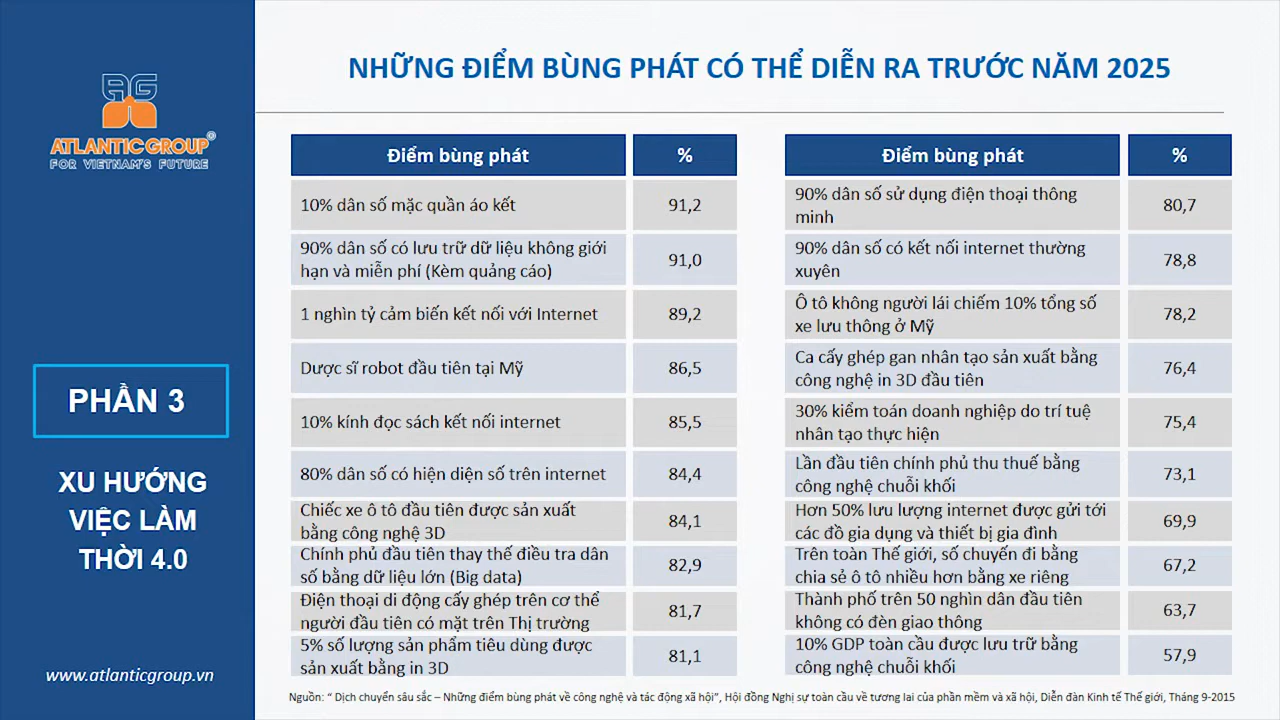 AG
ATLANTIC GROUP®
FOR VIETNAM'S FUTURE
PHẦN 3
XU HƯỚNG
VIỆC LÀM
THỜI 4.0
www.atlanticgroup.vn
NHỮNG ĐIỂM BÙNG PHÁT CÓ THỂ DIỄN RA TRƯỚC NĂM 2025
Điểm bùng phát %
10% dân số mặc quần áo kết 91,2
90% dân số có lưu trữ dữ liệu không giới
hạn và miễn phí (Kèm quảng cáo) 91,0
1 nghìn tỷ cảm biến kết nối với Internet 89,2
Dược sĩ robot đầu tiên tại Mỹ 86,5
10% kính đọc sách kết nối internet 85,5
80% dân số có hiện diện số trên internet 84,4
Chiếc xe ô tô đầu tiên được sản xuất
bằng công nghệ 3D 84,1
Chính phủ đầu tiên thay thế điều tra dân
số bằng dữ liệu lớn (Big data) 82,9
Điện thoại di động cấy ghép trên cơ thể
người đầu tiên có mặt trên Thị trường 81,7
5% số lượng sản phẩm tiêu dùng được
sản xuất bằng in 3D 81,1
Điểm bùng phát %
90% dân số sử dụng điện thoại thông
minh 80,7
90% dân số có kết nối internet thường
xuyên 78,8
Ô tô không người lái chiếm 10% tổng số
xe lưu thông ở Mỹ 78,2
Ca cấy ghép gan nhân tạo sản xuất bằng
công nghệ in 3D đầu tiên 76,4
30% kiểm toán doanh nghiệp do trí tuệ
nhân tạo thực hiện 75,4
Lần đầu tiên chính phủ thu thuế bằng
công nghệ chuỗi khối 73,1
Hơn 50% lưu lượng internet được gửi tới
các đồ gia dụng và thiết bị gia đình 69,9
Trên toàn Thế giới, số chuyến đi bằng
chia sẻ ô tô nhiều hơn bằng xe riêng 67,2
Thành phố trên 50 nghìn dân đầu tiên
không có đèn giao thông 63,7
10% GDP toàn cầu được lưu trữ bằng
công nghệ chuỗi khối 57,9
Nguồn: “ Dịch chuyển sâu sắc – Những điểm bùng phát về công nghệ và tác động xã hội”, Hội đồng Nghị sự toàn cầu về tương lai của phần mềm và xã hội, Diễn đàn Kinh tế Thế giới, Tháng 9-2015